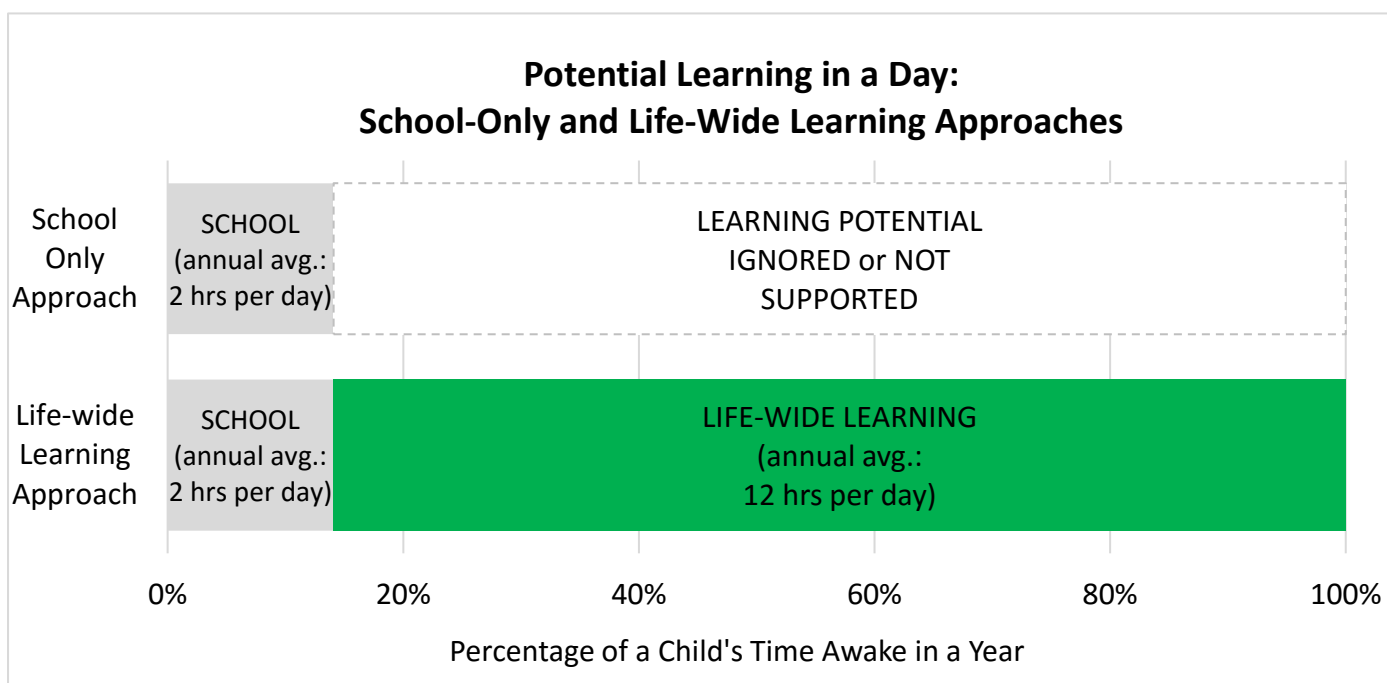 Potential Learning in a Day:
School-Only and Life-Wide Learning Approaches
School
Only
Approach
SCHOOL
(annual avg.:
2 hrs per day)
LEARNING POTENTIAL
IGNORED or NOT
SUPPORTED
Life-wide
Learning
Approach
SCHOOL
(annual avg.:
2 hrs per day)
LIFE-WIDE LEARNING
(annual avg.:
12 hrs per day)
0% 20% 40% 60% 80% 100%
Percentage of a Child's Time Awake in a Year